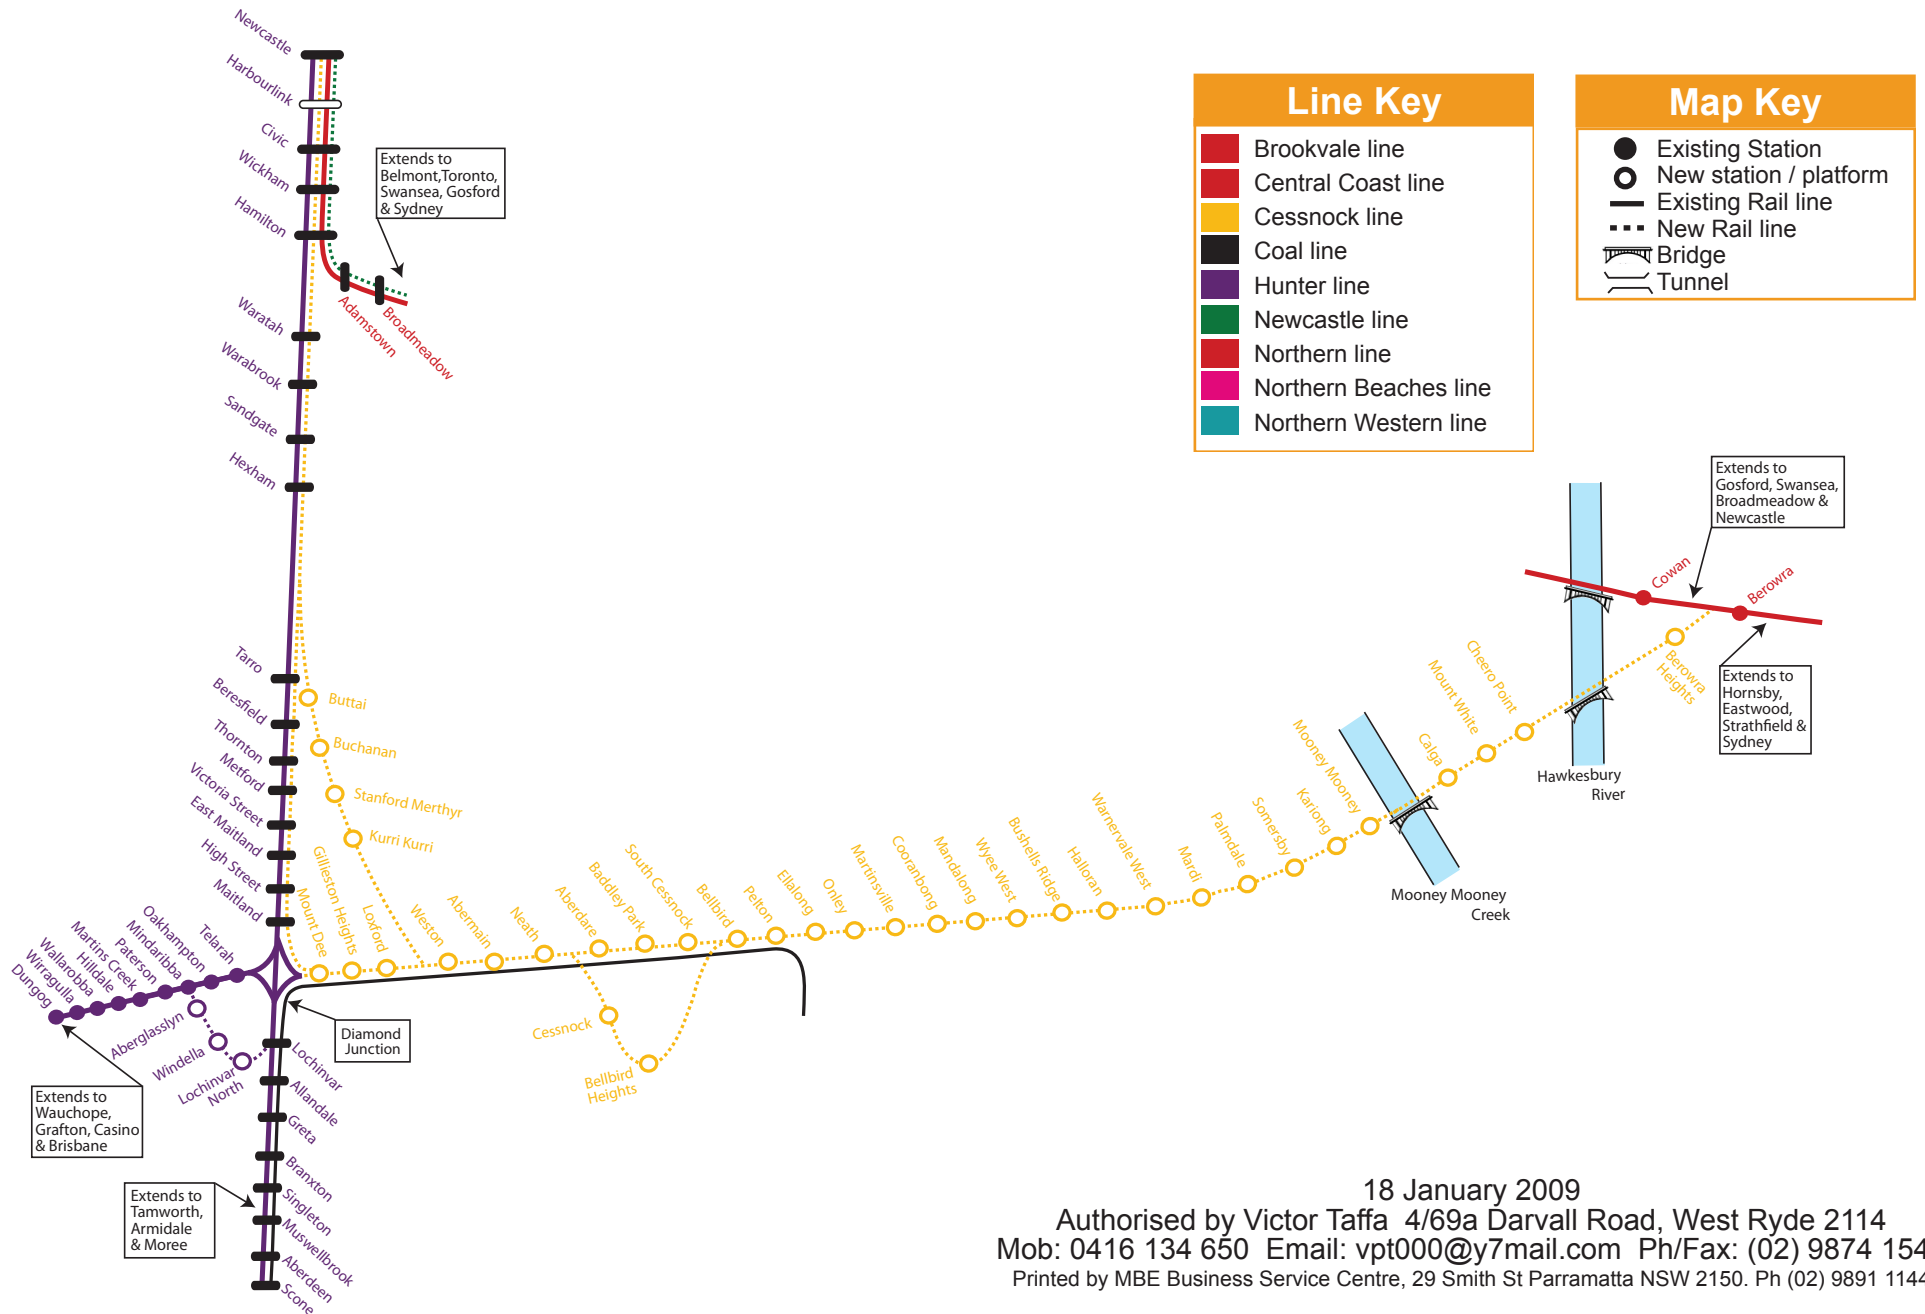 Newcastle
Harbourlink
Civic
Wickham
Hamilton
Waratah
Warabrook
Sandgate
Hexham
Tarro
Beresfield
Thornton
Metford
Victoria Street
East Maitland
High Street
Maitland
Extends to
Belmont,Toronto,
Swansea, Gosford
& Sydney
Adamstown
Broadmeadow
Line Key
Brookvale line
Central Coast line
Cessnock line
Coal line
Hunter line
Newcastle line
Northern line
Northern Beaches line
Northern Western line
Map Key
Existing Station
New station / platform
Existing Rail line
New Rail line
Bridge
Tunnel
Extends to
Gosford, Swansea,
Broadmeadow &
Newcastle
Cowan
Berowra
Berowra
Heights
Extends to
Hornsby,
Eastwood,
Strathfield &
Sydney
Hawkesbury
River
Mooney Mooney
Creek
Buttai
Buchanan
Stanford Merthyr
Kurri Kurri
Mount Dee
Gillieston Heights
Loxford
Weston
Abermain
Neath
Aberdare
Baddley Park
South Cessnock
Bellbird
Pelton
Ellalong
Onley
Martinsville
Cooranbong
Mandalong
Wyee West
Bushells Ridge
Halloran
Warnervale West
Mardi
Palmdale
Somersby
Kariong
Mooney Mooney
Calga
Mount White
Cheero Point
Cessnock
Bellbird
Heights
Telarah
Oakhampton
Mindaribba
Paterson
Martins Creek
Hilldale
Wallarobba
Wirragulla
Dungog
Aberglasslyn
Windella
Lochinvar
North
Diamond
Junction
Extends to
Wauchope,
Grafton, Casino
& Brisbane
Extends to
Tamworth,
Armidale
& Moree
Lochinvar
Allandale
Greta
Branxton
Singleton
Muswellbrook
Aberdeen
Scone
18 January 2009
Authorised by Victor Taffa 4/69a Darvall Road, West Ryde 2114
Mob: 0416 134 650 Email: vpt000@y7mail.com Ph/Fax: (02) 9874 154
Printed by MBE Business Service Centre, 29 Smith St Parramatta NSW 2150. Ph (02) 9891 1144